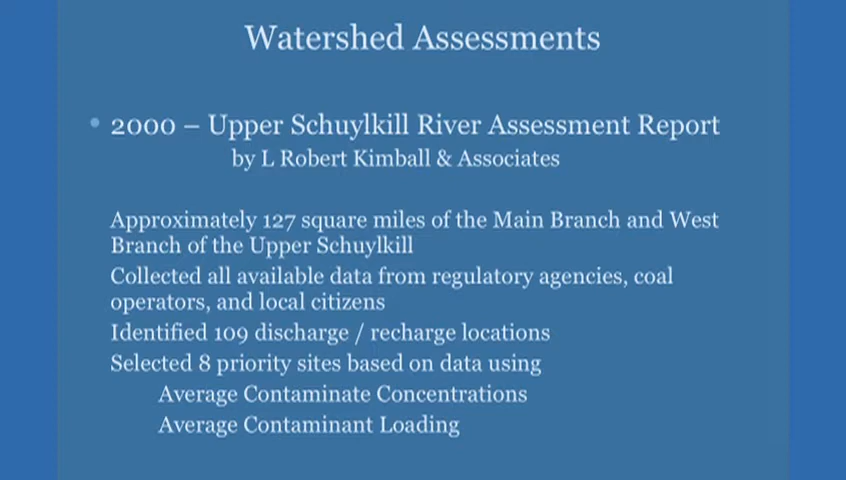 Watershed Assessments
• 2000 – Upper Schuylkill River Assessment Report
by L Robert Kimball & Associates
Approximately 127 square miles of the Main Branch and West
Branch of the Upper Schuylkill
Collected all available data from regulatory agencies, coal
operators, and local citizens
Identified 109 discharge / recharge locations
Selected 8 priority sites based on data using
Average Contaminate Concentrations
Average Contaminant Loading